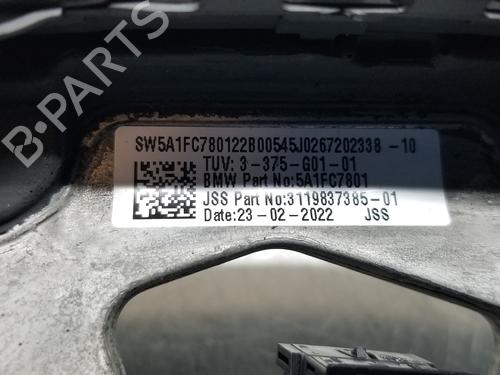 B-PARTS
SW5A1FC780122B00545J0267202338 -10
TUV: 3-375-G01-01
BMW Part No:5A1FC7801
JSS Part No:3119837385-01
Date:23-02-2022 JSS